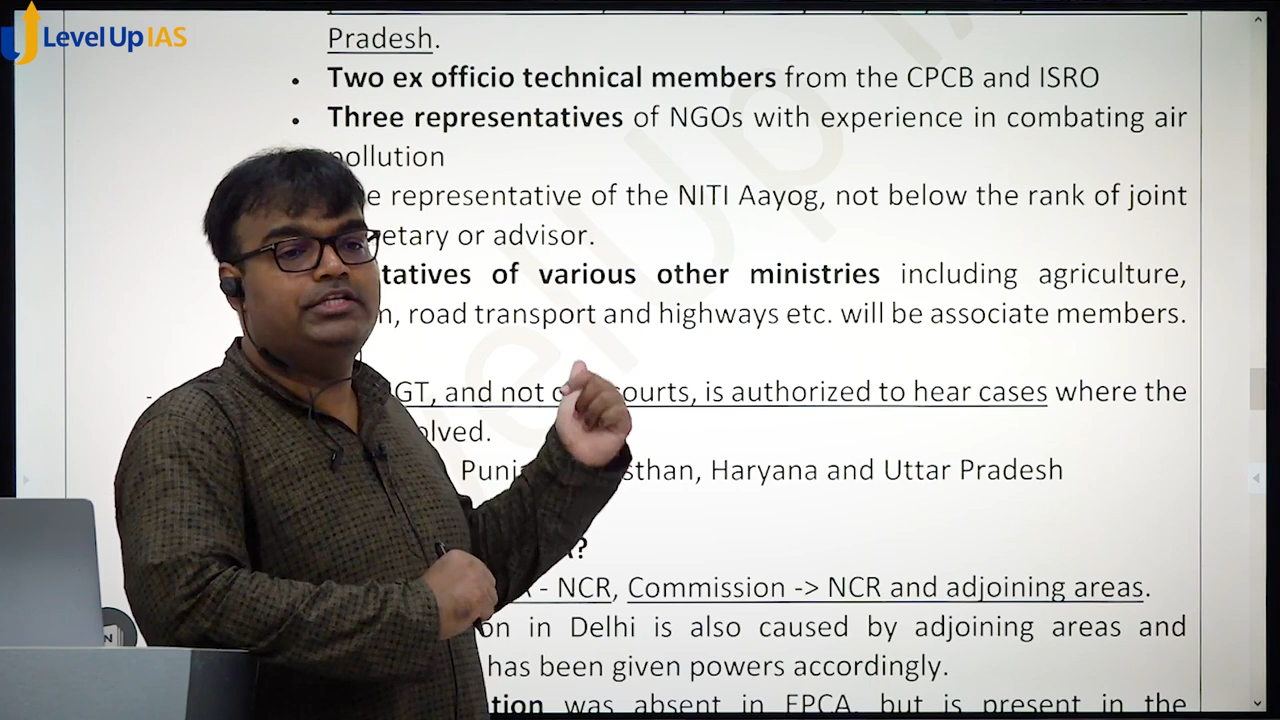 Level Up IAS
Pradesh.
• Two ex officio technical members from the CPCB and ISRO
• Three representatives of NGOs with experience in combating air
pollution
representative of the NITI Aayog, not below the rank of joint
etary or advisor.
tatives of various other ministries including agriculture,
road transport and highways etc. will be associate members.
- GT, and not courts, is authorized to hear cases where the
olved.
Punj sthan, Haryana and Uttar Pradesh
A?
- NCR, Commission -> NCR and adjoining areas.
on in Delhi is also caused by adjoining areas and
has been given powers accordingly.
tion was absent in EPCA, but is present in the